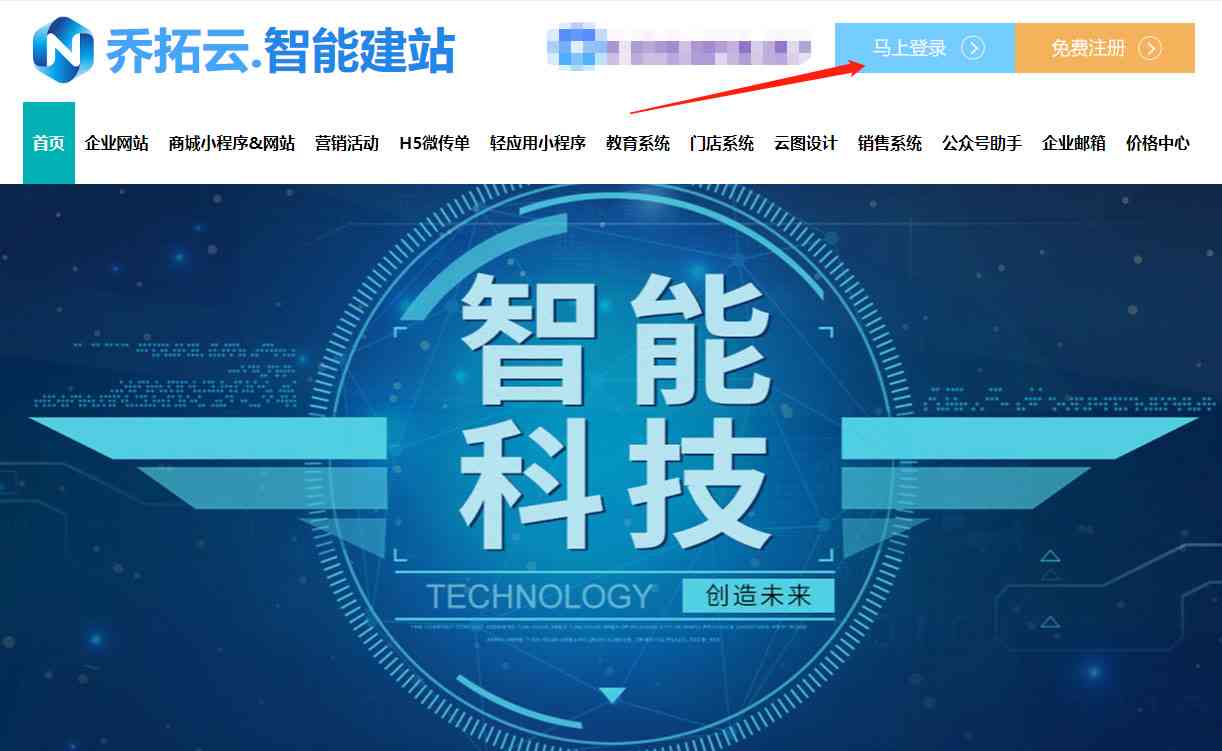 乔拓云.智能建站
马上登录
免费注册
首页 企业网站 商城小程序&网站 营销活动 H5微传单 轻应用小程序 教育系统 门店系统 云图设计 销售系统 公众号助手 企业邮箱 价格中心
智能
科技
TECHNOLOGY 创造未来